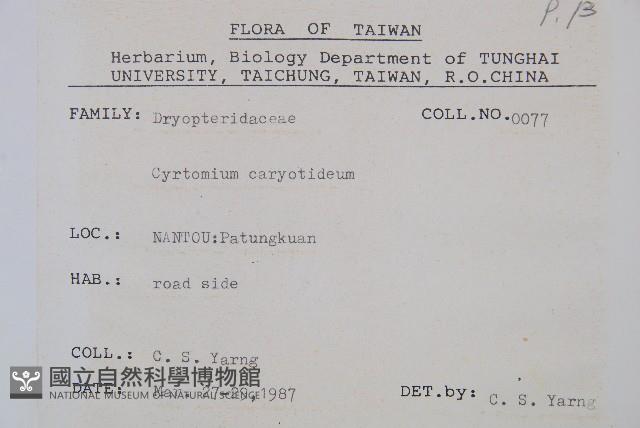 P. 13
FLORA OF TAIWAN
Herbarium, Biology Department of TUNGHAI
UNIVERSITY, TAICHUNG, TAIWAN, R.O.CHINA
FAMILY: Dryopteridaceae COLL.NO.0077
Cyrtomium caryotideum
LOC.: NANTOU:Patungkuan
HAB.: road side
COLL.: C. S. Yarng
國立自然科學博物館
NATIONAL MUSEUM OF NATURAL SCIENCE
DATE: 1987 DET.by: C. S. Yarng